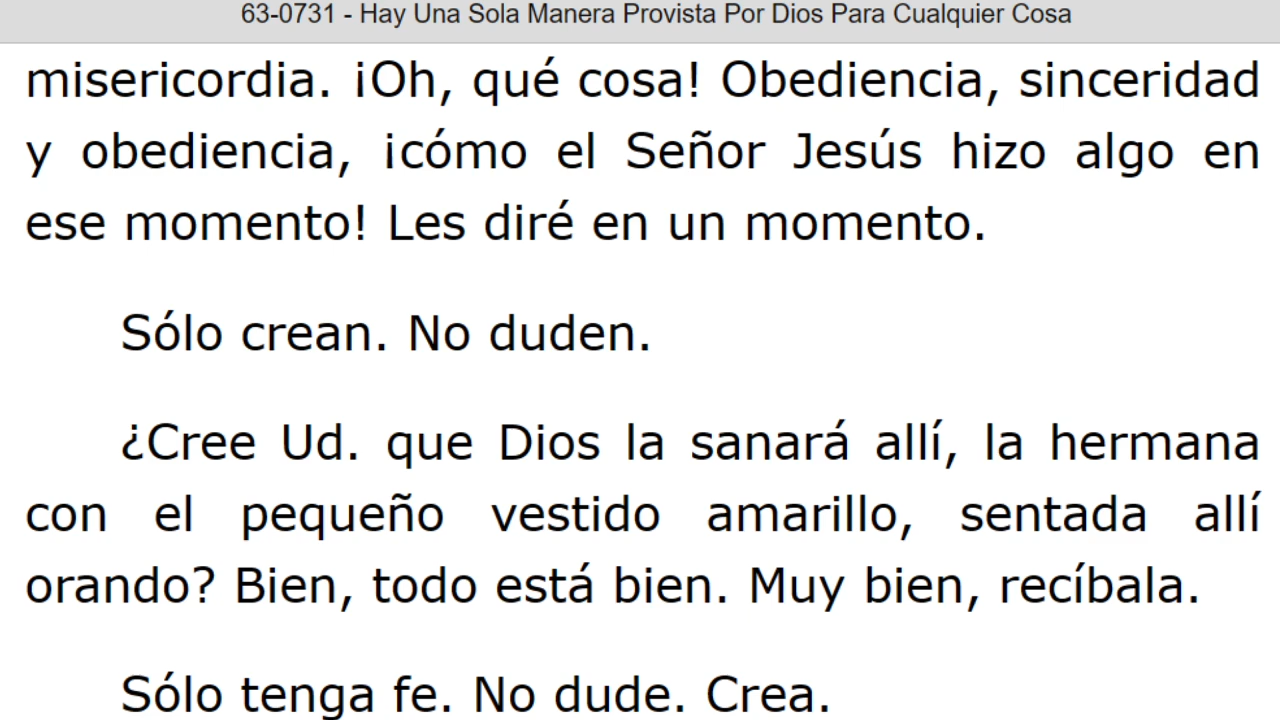 63-0731 - Hay Una Sola Manera Provista Por Dios Para Cualquier Cosa
misericordia. ¡Oh, qué cosa! Obediencia, sinceridad
y obediencia, ¡cómo el Señor Jesús hizo algo en
ese momento! Les diré en un momento.
Sólo crean. No duden.
¿Cree Ud. que Dios la sanará allí, la hermana
con el pequeño vestido amarillo, sentada allí
orando? Bien, todo está bien. Muy bien, recíbala.
Sólo tenga fe. No dude. Crea.